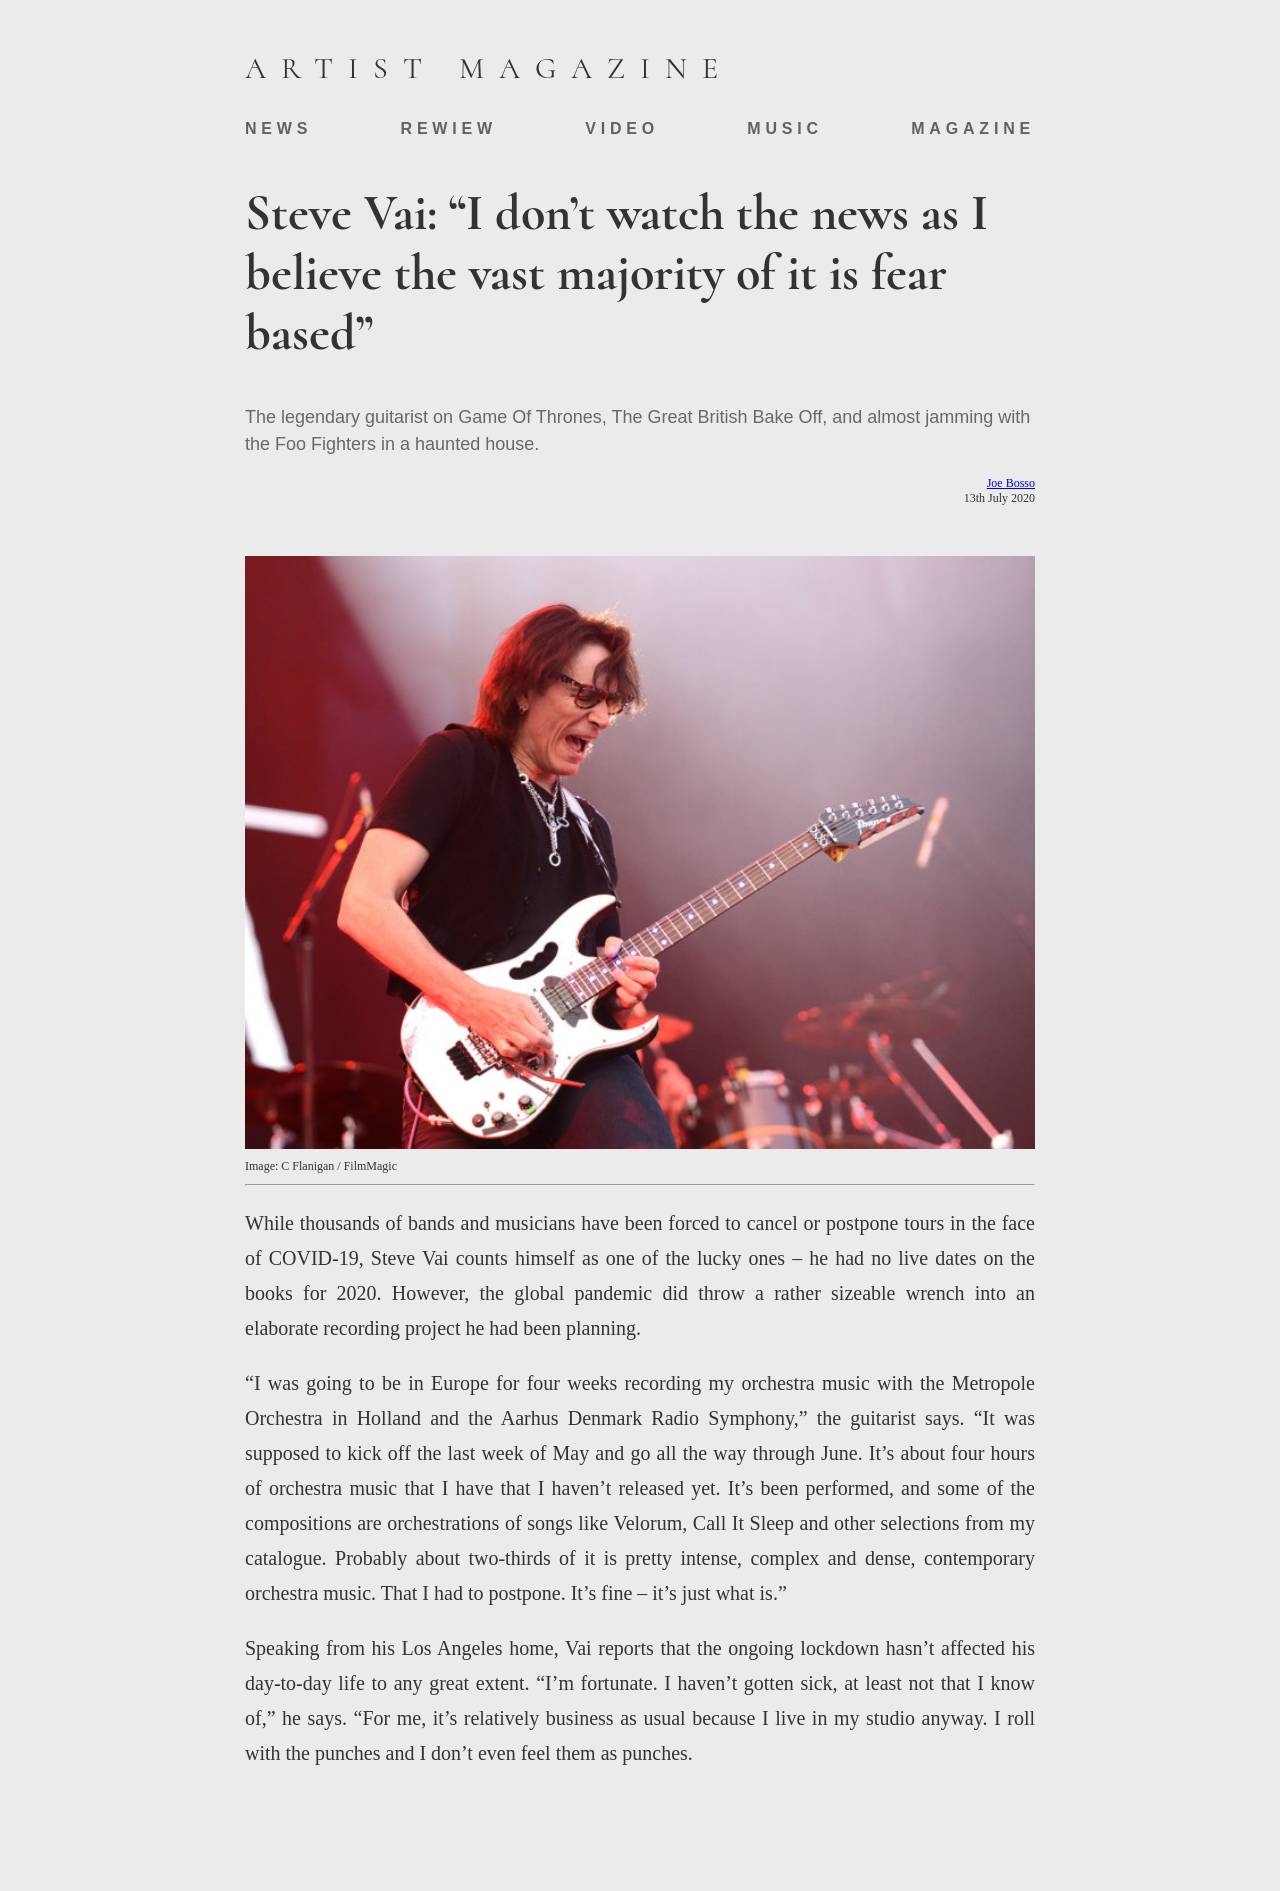 ARTIST MAGAZINE
NEWS REWIEW VIDEO MUSIC MAGAZINE
Steve Vai: “I don’t watch the news as I
believe the vast majority of it is fear
based”
The legendary guitarist on Game Of Thrones, The Great British Bake Off, and almost jamming with
the Foo Fighters in a haunted house.
Joe Bosso
13th July 2020
Ibanez
Image: C Flanigan / FilmMagic
While thousands of bands and musicians have been forced to cancel or postpone tours in the face
of COVID-19, Steve Vai counts himself as one of the lucky ones – he had no live dates on the
books for 2020. However, the global pandemic did throw a rather sizeable wrench into an
elaborate recording project he had been planning.
“I was going to be in Europe for four weeks recording my orchestra music with the Metropole
Orchestra in Holland and the Aarhus Denmark Radio Symphony,” the guitarist says. “It was
supposed to kick off the last week of May and go all the way through June. It’s about four hours
of orchestra music that I have that I haven’t released yet. It’s been performed, and some of the
compositions are orchestrations of songs like Velorum, Call It Sleep and other selections from my
catalogue. Probably about two-thirds of it is pretty intense, complex and dense, contemporary
orchestra music. That I had to postpone. It’s fine – it’s just what is.”
Speaking from his Los Angeles home, Vai reports that the ongoing lockdown hasn’t affected his
day-to-day life to any great extent. “I’m fortunate. I haven’t gotten sick, at least not that I know
of,” he says. “For me, it’s relatively business as usual because I live in my studio anyway. I roll
with the punches and I don’t even feel them as punches.